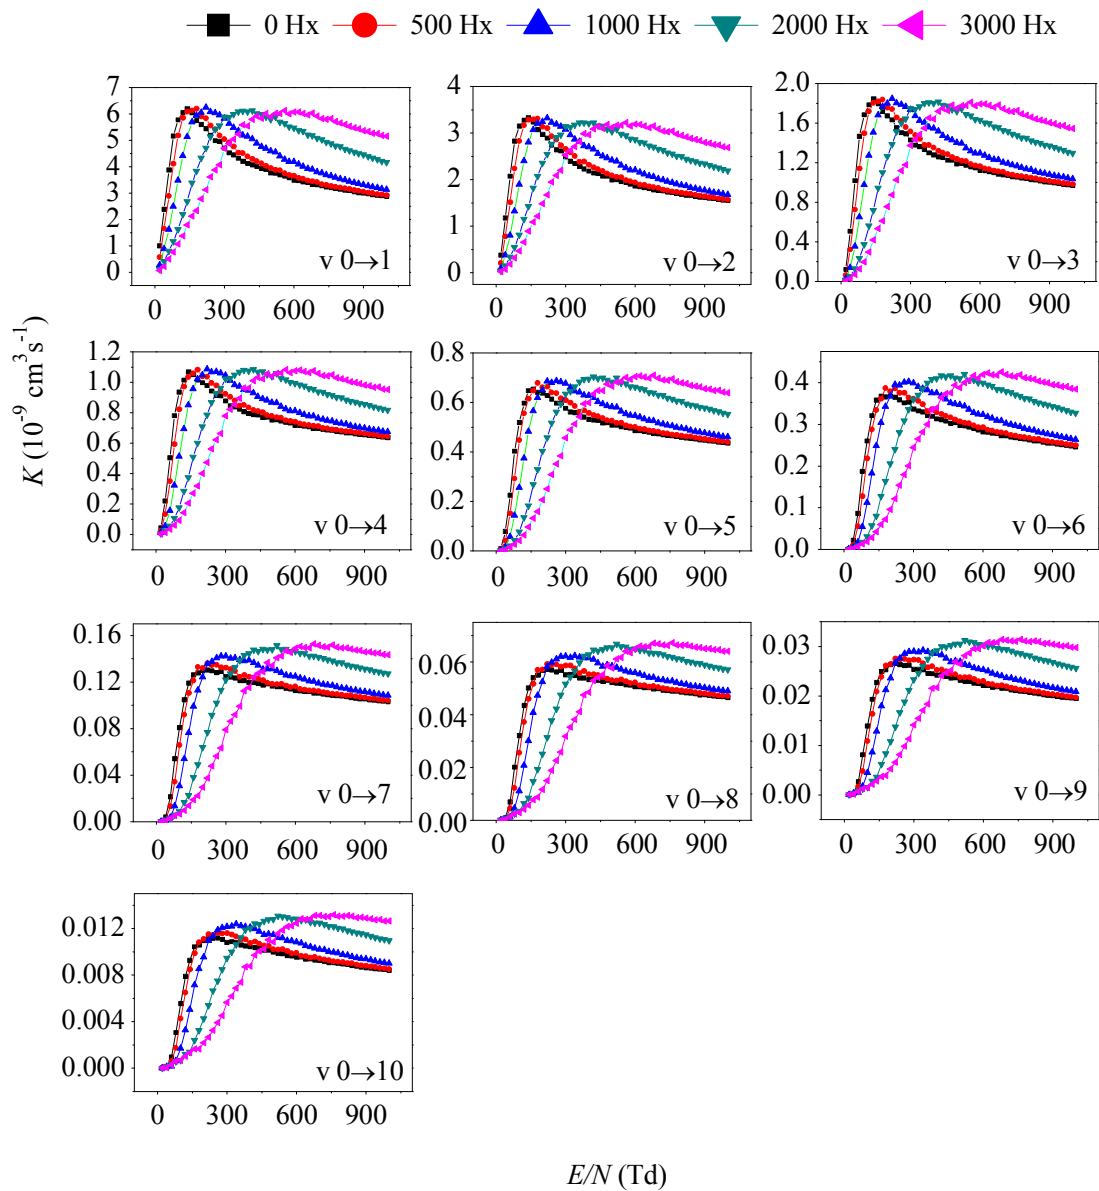 0 Hx 500 Hx 1000 Hx 2000 Hx 3000 Hx
7
6
5
4
3
2
1
0
v 0→1
0 300 600 900
4
3
2
1
0
v 0→2
0 300 600 900
2.0
1.6
1.2
0.8
0.4
0.0
v 0→3
0 300 600 900
K (10⁻⁹ cm³ s⁻¹)
1.2
1.0
0.8
0.6
0.4
0.2
0.0
v 0→4
0 300 600 900
0.8
0.6
0.4
0.2
0.0
v 0→5
0 300 600 900
0.4
0.3
0.2
0.1
0.0
v 0→6
0 300 600 900
0.16
0.12
0.08
0.04
0.00
v 0→7
0 300 600 900
0.06
0.04
0.02
0.00
v 0→8
0 300 600 900
0.03
0.02
0.01
0.00
v 0→9
0 300 600 900
0.012
0.008
0.004
0.000
v 0→10
0 300 600 900
E/N (Td)